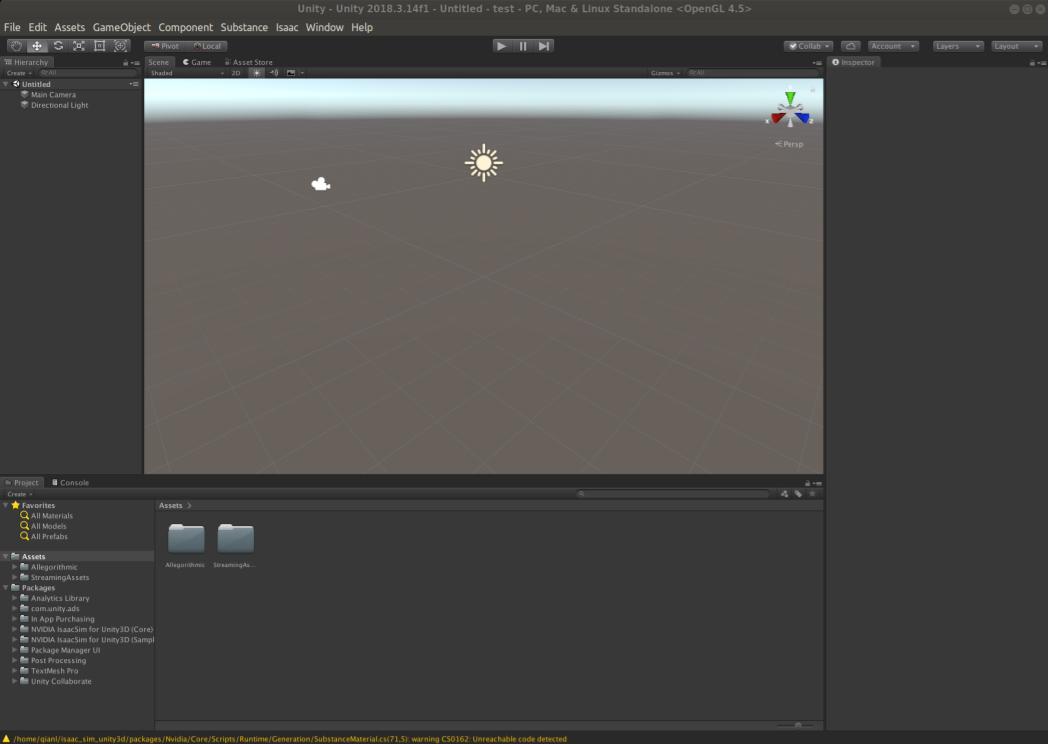 Unity - Unity 2018.3.14f1 - Untitled - test - PC, Mac & Linux Standalone <OpenGL 4.5>
File Edit Assets GameObject Component Substance Isaac Window Help
Pivot Local Collab Account Layers Layout
Hierarchy Scene Game Asset Store Inspector
Create All Shaded 2D Gizmos All
Untitled
Main Camera
Directional Light
x z
Persp
Project Console
Create
Favorites Assets
All Materials
All Models
All Prefabs
Assets
Allegorithmic Allegorithmic StreamingAs...
StreamingAssets
Packages
Analytics Library
com.unity.ads
In App Purchasing
NVIDIA IsaacSim for Unity3D (Core)
NVIDIA IsaacSim for Unity3D (Sampl
Package Manager UI
Post Processing
TextMesh Pro
Unity Collaborate
/home/qianl/isaac_sim_unity3d/packages/Nvidia/Core/Scripts/Runtime/Generation/SubstanceMaterial.cs(71,5): warning CS0162: Unreachable code detected